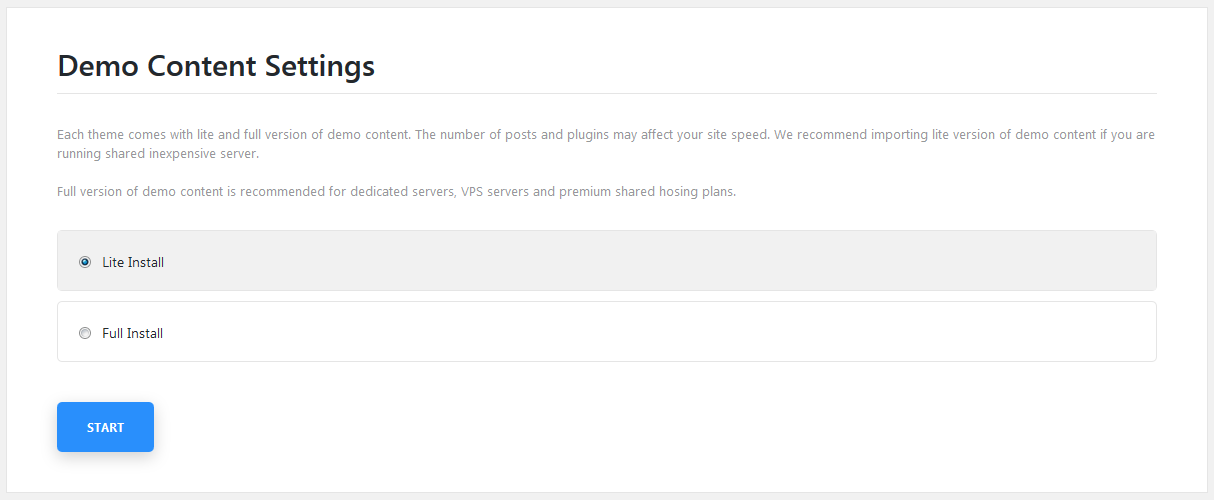 Demo Content Settings
Each theme comes with lite and full version of demo content. The number of posts and plugins may affect your site speed. We recommend importing lite version of demo content if you are
running shared inexpensive server.
Full version of demo content is recommended for dedicated servers, VPS servers and premium shared hosing plans.
Lite Install
Full Install
START